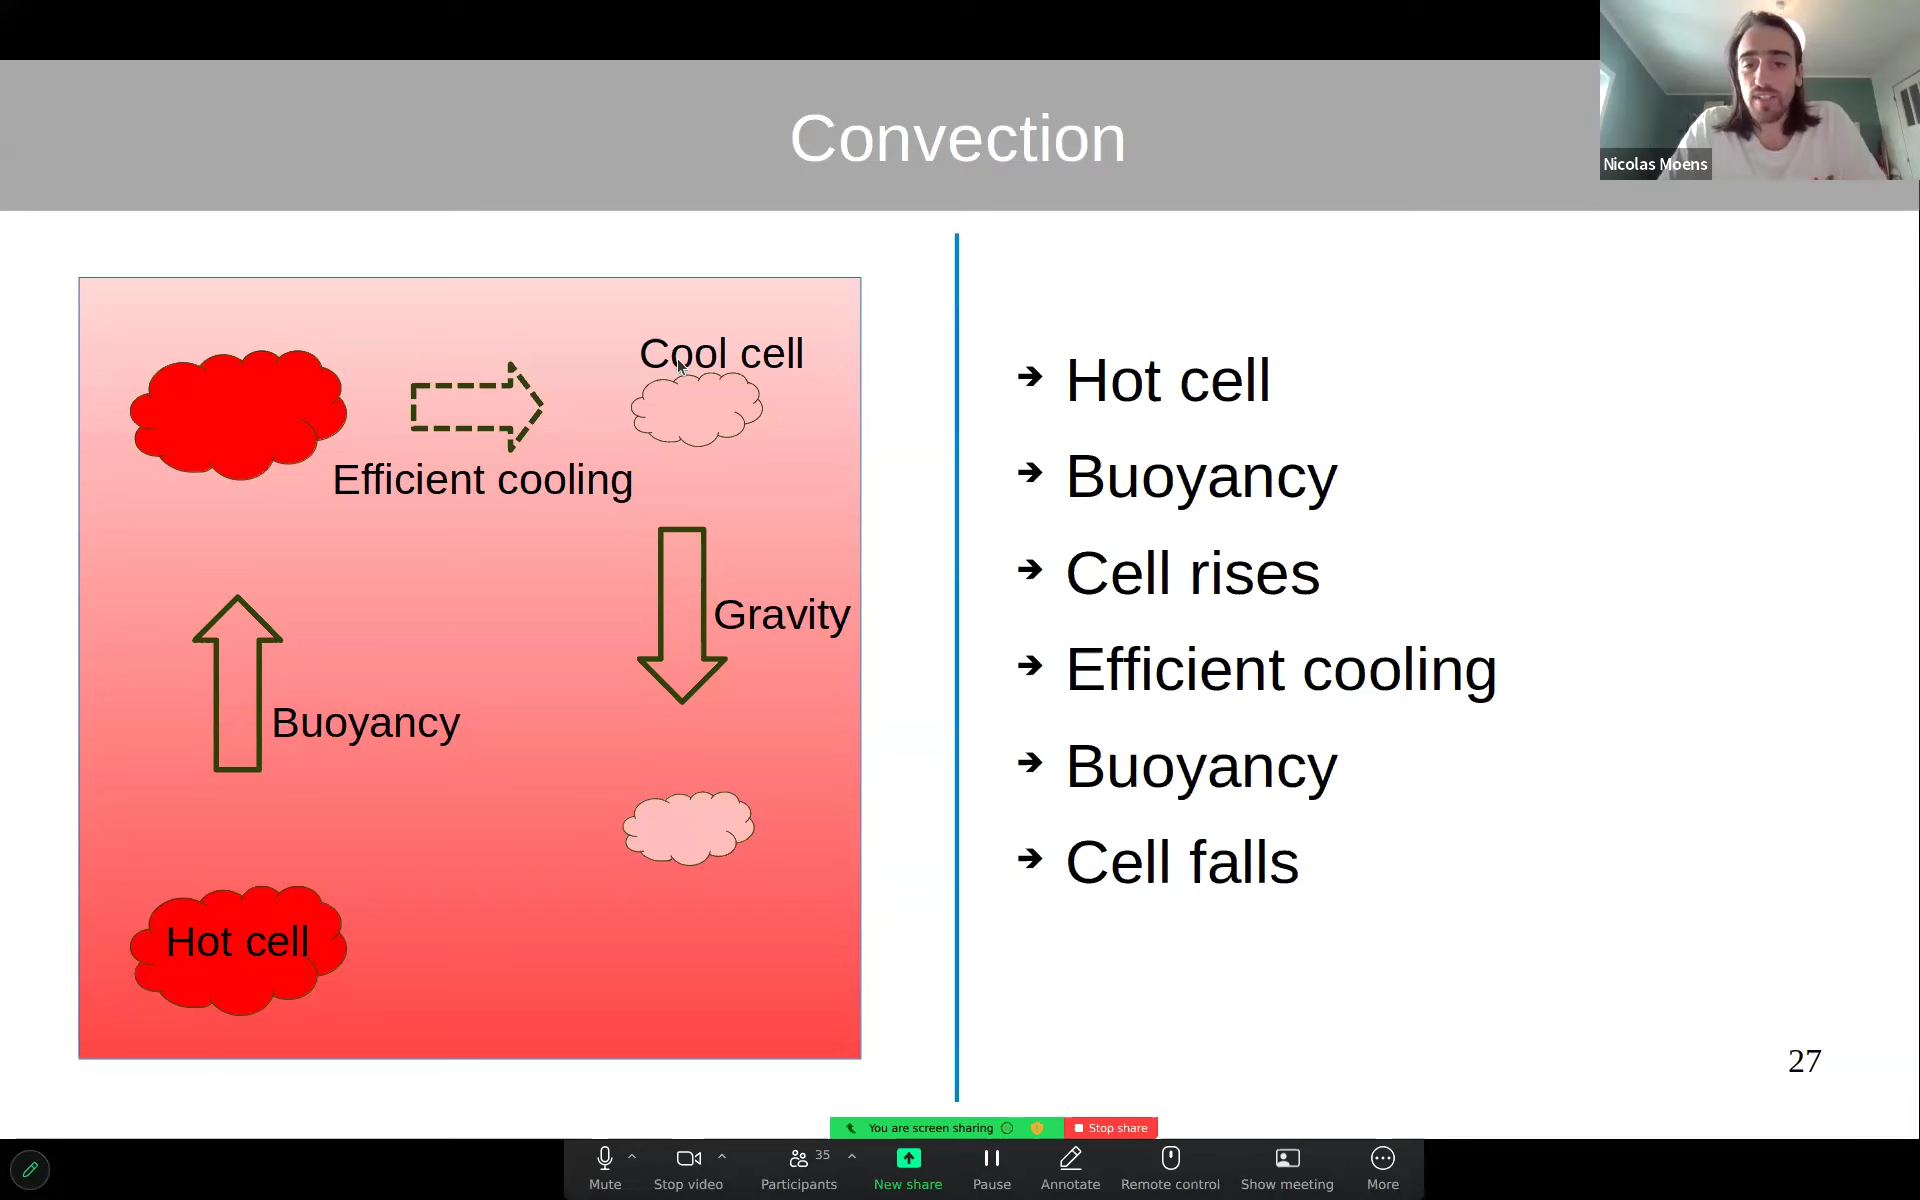 Convection
Nicolas Moens
Cool cell
Efficient cooling
Gravity
Buoyancy
Hot cell
➔ Hot cell
➔ Buoyancy
➔ Cell rises
➔ Efficient cooling
➔ Buoyancy
➔ Cell falls
27
You are screen sharing
Stop share
Mute
Stop video
35
Participants
New share
Pause
Annotate
Remote control
Show meeting
More